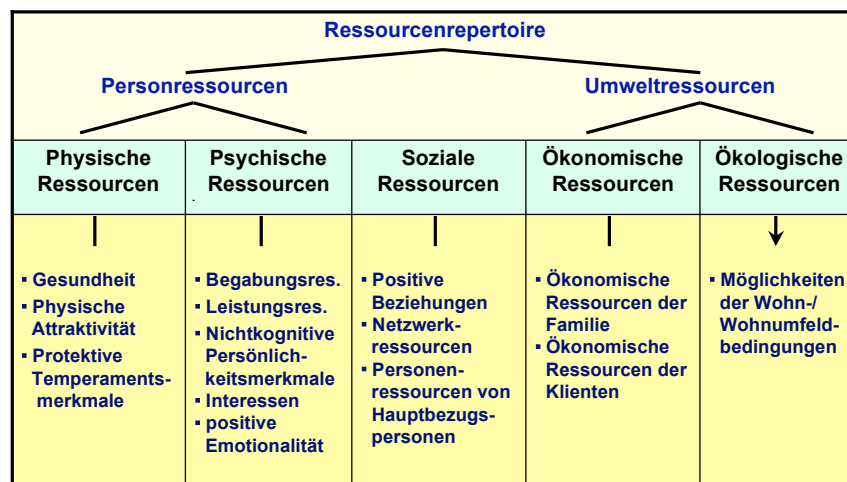 Ressourcenrepertoire
Personressourcen
Umweltressourcen
Physische
Ressourcen
Psychische
Ressourcen
Soziale
Ressourcen
Ökonomische
Ressourcen
Ökologische
Ressourcen
▪ Gesundheit
▪ Physische
Attraktivität
▪ Protektive
Temperaments-
merkmale
▪ Begabungsres.
▪ Leistungsres.
▪ Nichtkognitive
Persönlich-
keitsmerkmale
▪ Interessen
▪ positive
Emotionalität
▪ Positive
Beziehungen
▪ Netzwerk-
ressourcen
▪ Personen-
ressourcen von
Hauptbezugs-
personen
▪ Ökonomische
Ressourcen der
Familie
▪ Ökonomische
Ressourcen der
Klienten
▪ Möglichkeiten
der Wohn-/
Wohnumfeld-
bedingungen